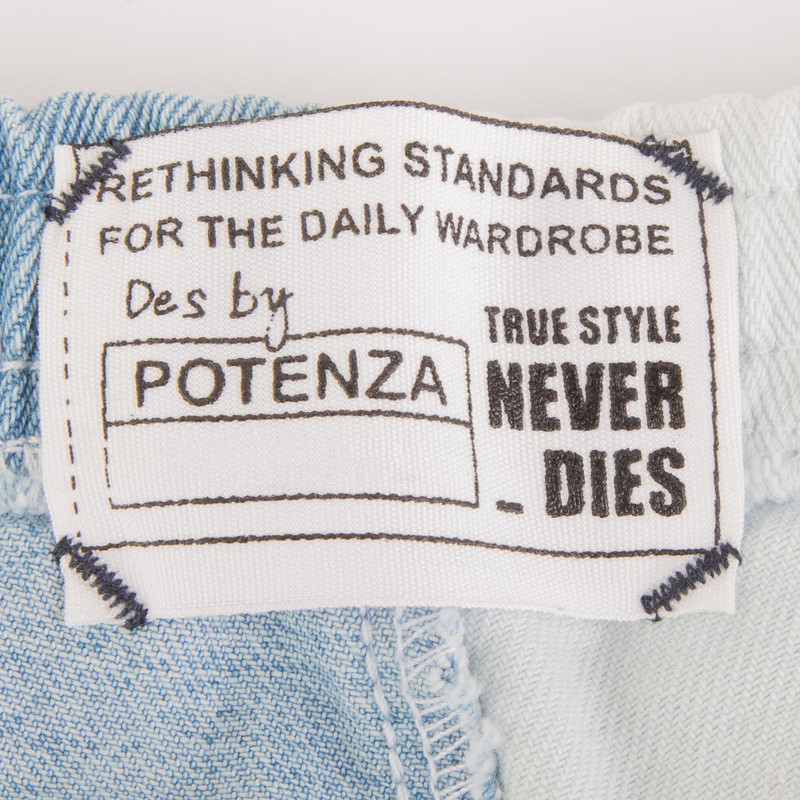 RETHINKING STANDARDS
FOR THE DAILY WARDROBE
Des by
POTENZA
TRUE STYLE
NEVER
_ DIES